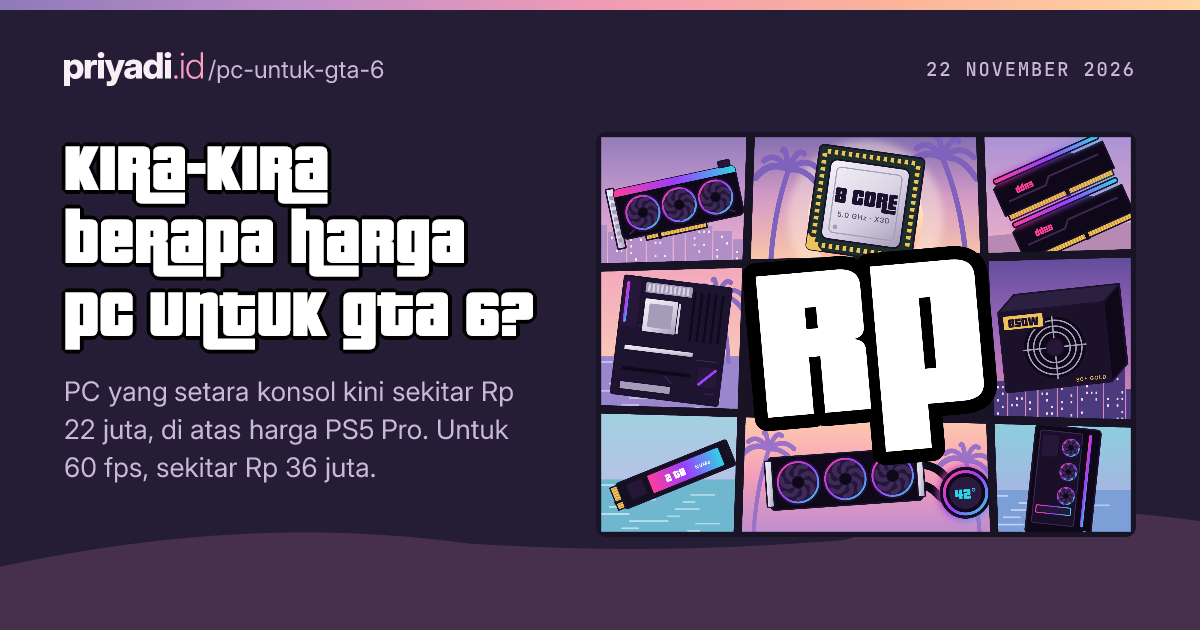 priyadi.id/pc-untuk-gta-6
22 NOVEMBER 2026
KIRA-KIRA
berapa harga
pc untuk gta 6?
PC yang setara konsol kini sekitar Rp
22 juta, di atas harga PS5 Pro. Untuk
60 fps, sekitar Rp 36 juta.
8 CORE
5.0 GHz · X3D
DDR5
DDR5
RP
850W
80+ GOLD
2 TB NVMe
42°